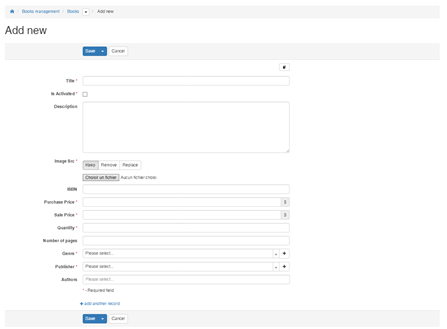 Books management Books Add new
Add new
Save Cancel
Title *
Is Activated *
Description
Image Bic *
Keep Remove Replace
Choisir un fichier Aucun fichier choisi
ISBN
Purchase Price * $
Sale Price * $
Quantity *
Number of pages
Genre * Please select...
Publisher * Please select...
Authors Please select...
* - Required field
add another record
Save Cancel